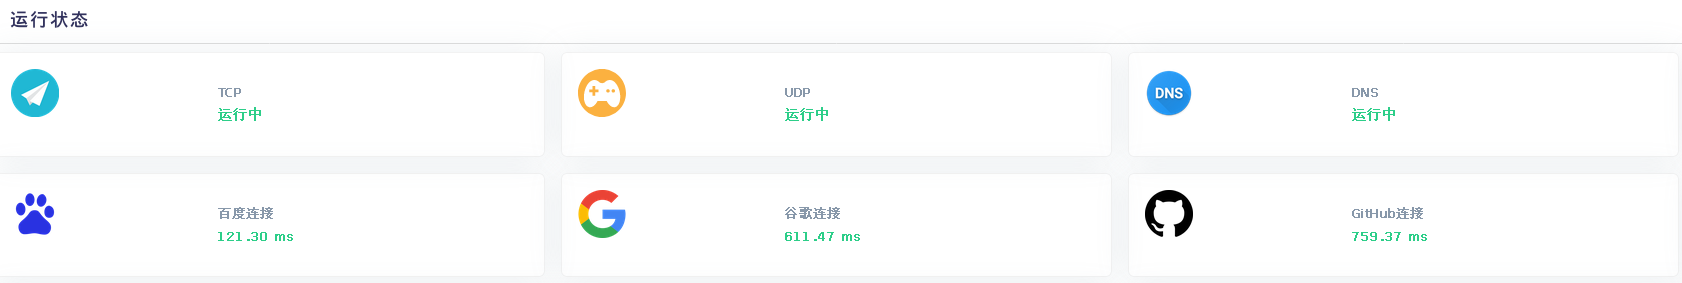 运行状态
TCP
运行中
UDP
运行中
DNS
DNS
运行中
百度连接
121.30 ms
谷歌连接
611.47 ms
GitHub连接
759.37 ms